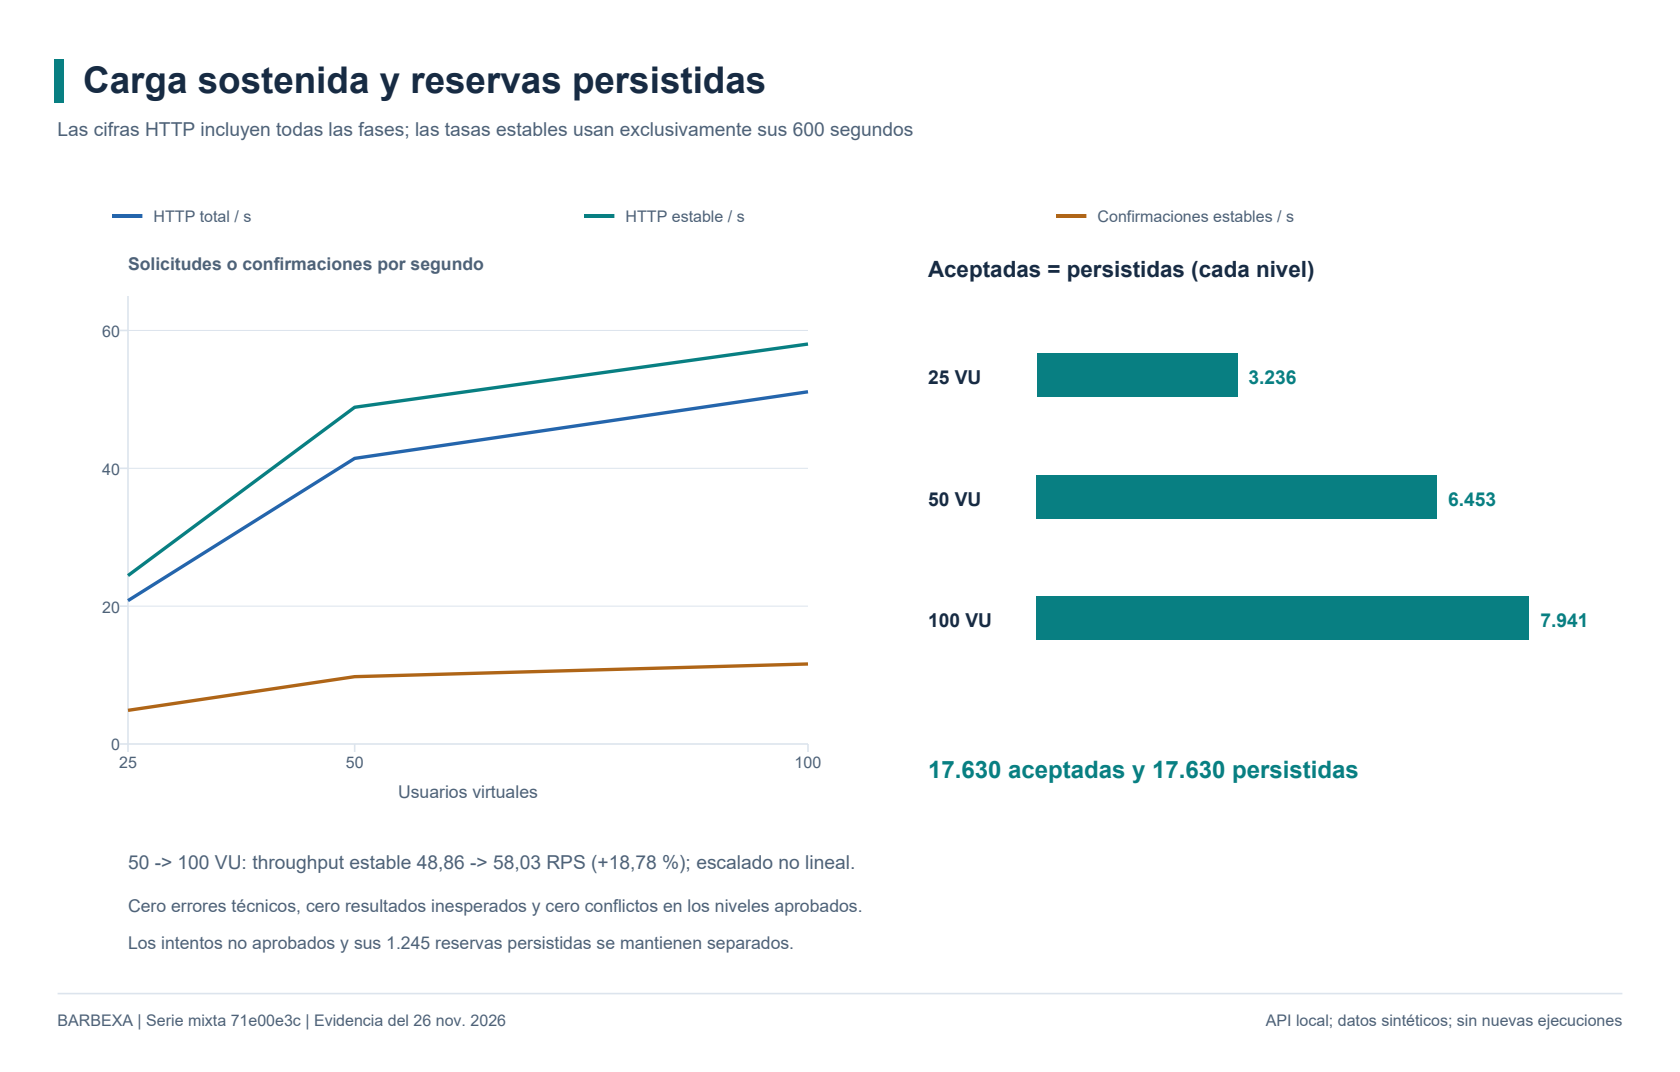 Carga sostenida y reservas persistidas
Las cifras HTTP incluyen todas las fases; las tasas estables usan exclusivamente sus 600 segundos
HTTP total / s
HTTP estable / s
Confirmaciones estables / s
Solicitudes o confirmaciones por segundo
60
40
20
0
25
50
100
Usuarios virtuales
Aceptadas = persistidas (cada nivel)
25 VU
3.236
50 VU
6.453
100 VU
7.941
17.630 aceptadas y 17.630 persistidas
50 -> 100 VU: throughput estable 48,86 -> 58,03 RPS (+18,78 %); escalado no lineal.
Cero errores técnicos, cero resultados inesperados y cero conflictos en los niveles aprobados.
Los intentos no aprobados y sus 1.245 reservas persistidas se mantienen separados.
BARBEXA | Serie mixta 71e00e3c | Evidencia del 26 nov. 2026
API local; datos sintéticos; sin nuevas ejecuciones